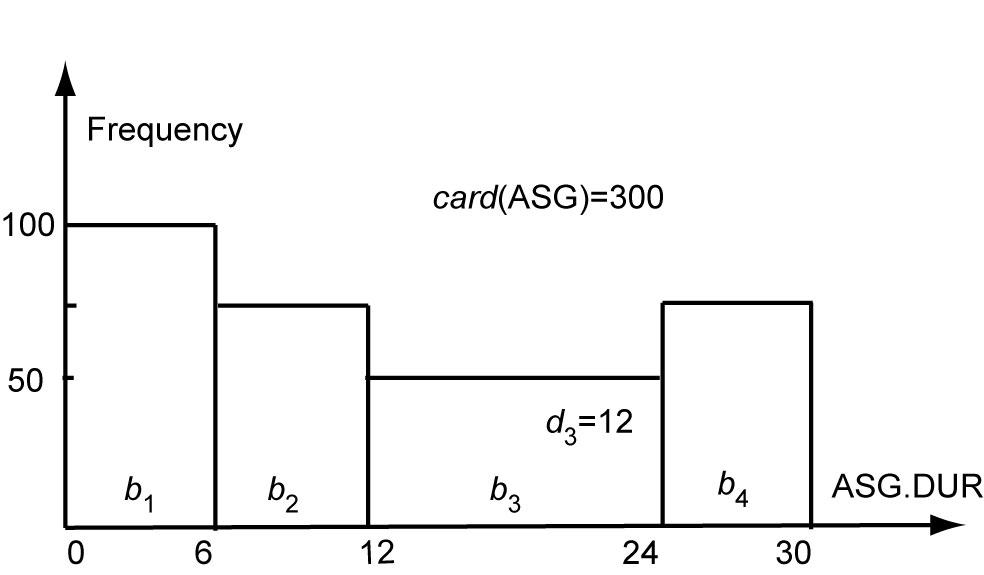 Frequency
card(ASG)=300
100
50
d₃=12
b₁ b₂ b₃ b₄ ASG.DUR
0 6 12 24 30